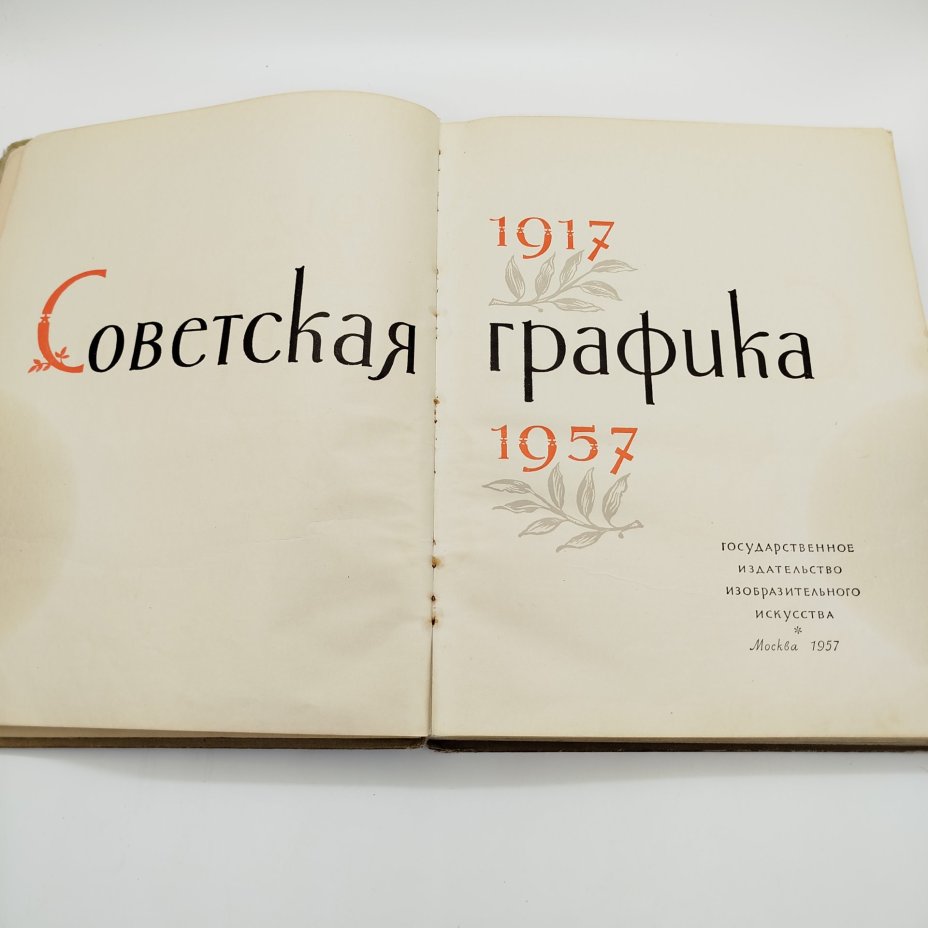 1917
Советская графика
1957
ГОСУДАРСТВЕННОЕ
ИЗДАТЕЛЬСТВО
ИЗОБРАЗИТЕЛЬНОГО
ИСКУССТВА
*
Москва 1957